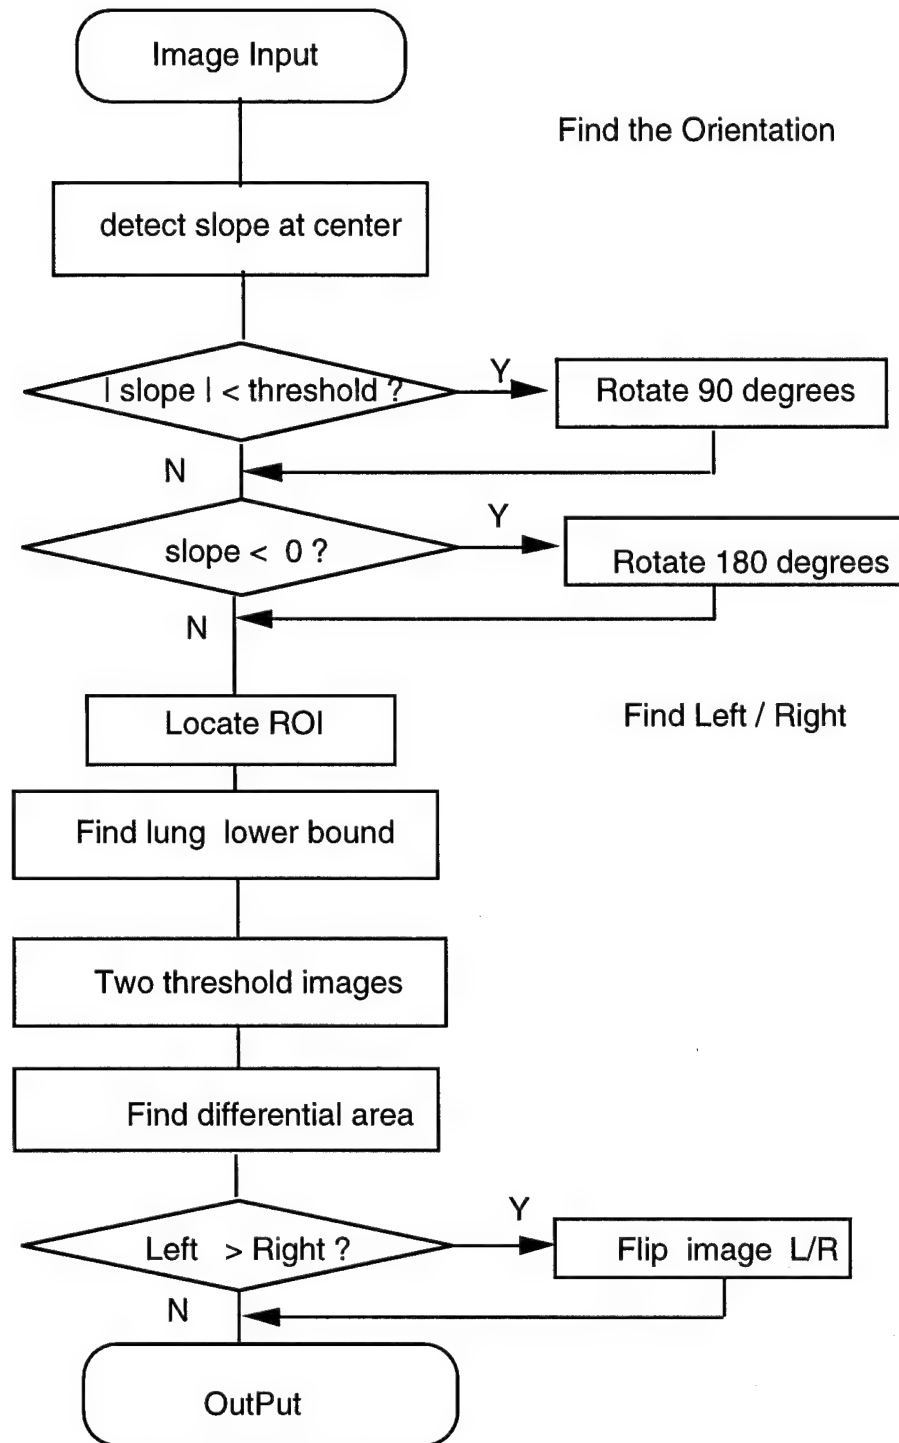 Image Input
Find the Orientation
detect slope at center
| slope | < threshold ?
Y
Rotate 90 degrees
N
slope < 0 ?
Y
Rotate 180 degrees
N
Locate ROI
Find Left / Right
Find lung lower bound
Two threshold images
Find differential area
Left > Right ?
Y
Flip image L/R
N
OutPut